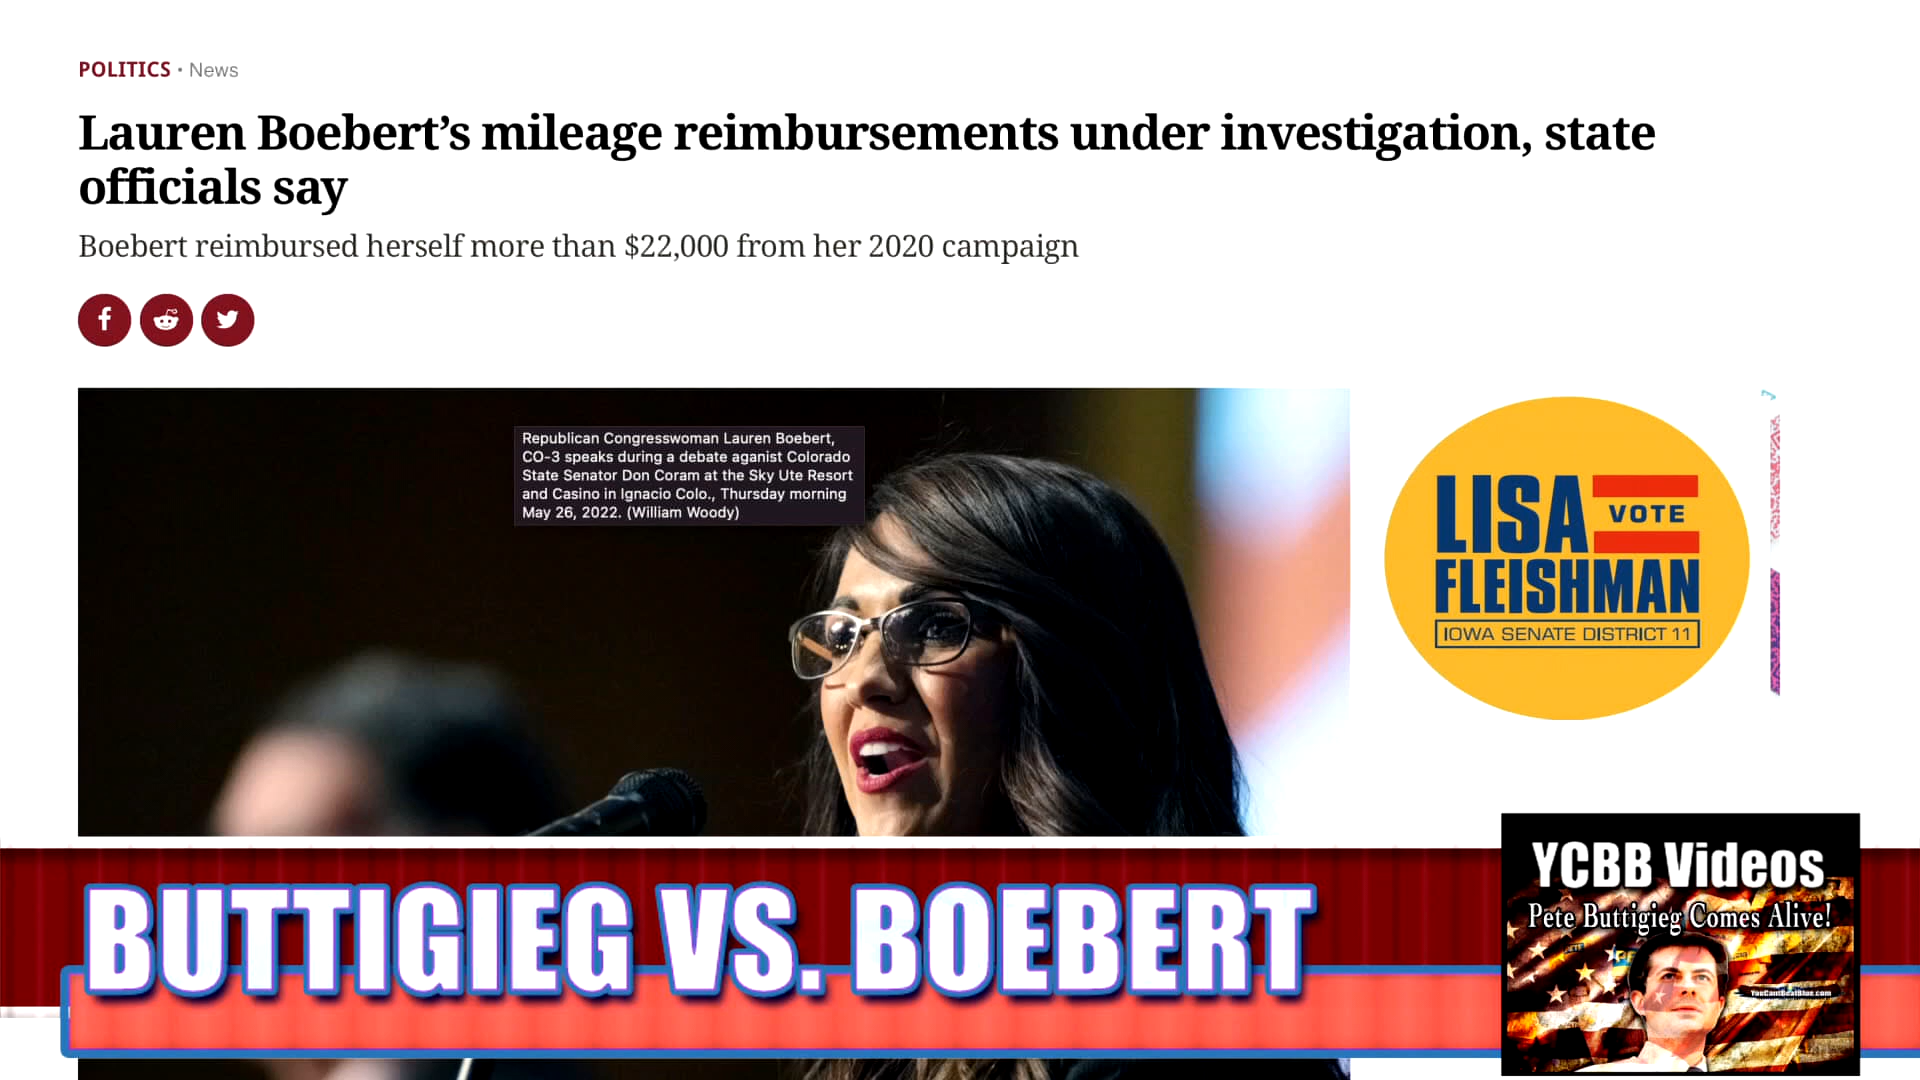 POLITICS • News
Lauren Boebert’s mileage reimbursements under investigation, state
officials say
Boebert reimbursed herself more than $22,000 from her 2020 campaign
Republican Congresswoman Lauren Boebert,
CO-3 speaks during a debate aganist Colorado
State Senator Don Coram at the Sky Ute Resort
and Casino in Ignacio Colo., Thursday morning
May 26, 2022. (William Woody)
LISA
VOTE
FLEISHMAN
IOWA SENATE DISTRICT 11
BUTTIGIEG VS. BOEBERT
YCBB Videos
Pete Buttigieg Comes Alive!
YouCantBeatBlue.com